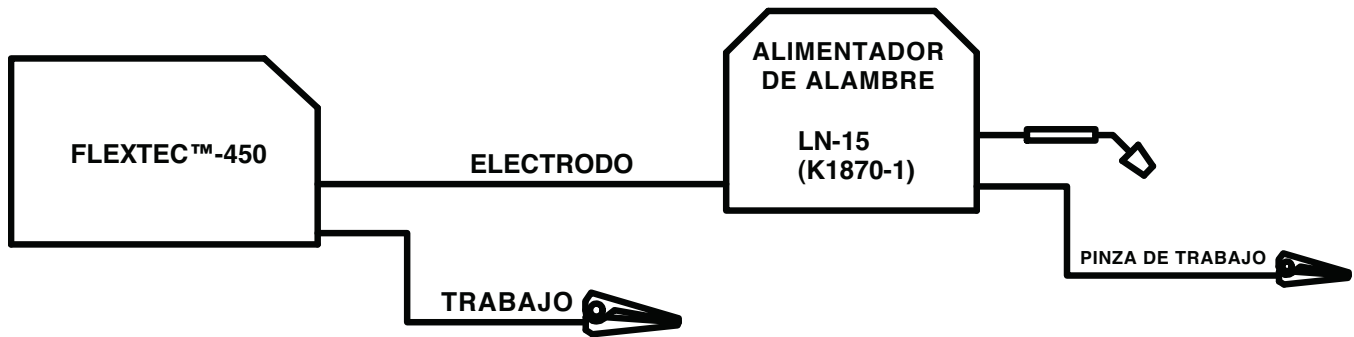 FLEXTEC™-450
ELECTRODO
TRABAJO
ALIMENTADOR
DE ALAMBRE
LN-15
(K1870-1)
PINZA DE TRABAJO